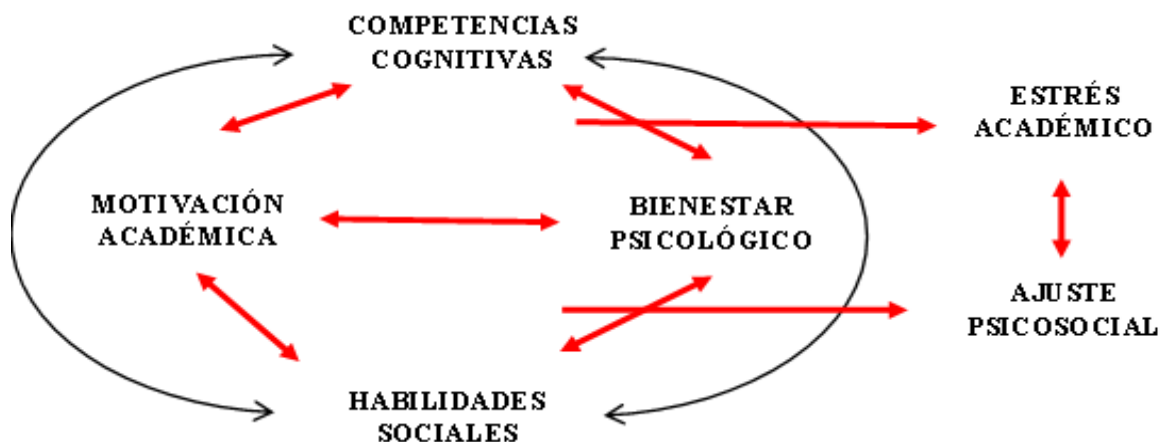 COMPETENCIAS
COGNITIVAS
ESTRÉS
ACADÉMICO
MOTIVACIÓN
ACADÉMICA
BIENESTAR
PSICOLÓGICO
AJUSTE
PSICOSOCIAL
HABILIDADES
SOCIALES